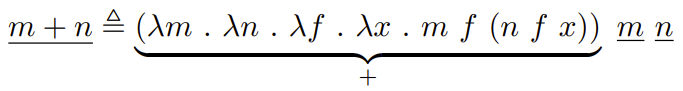 m + n ≜ (λm . λn . λf . λx . m f (n f x)) m n
+